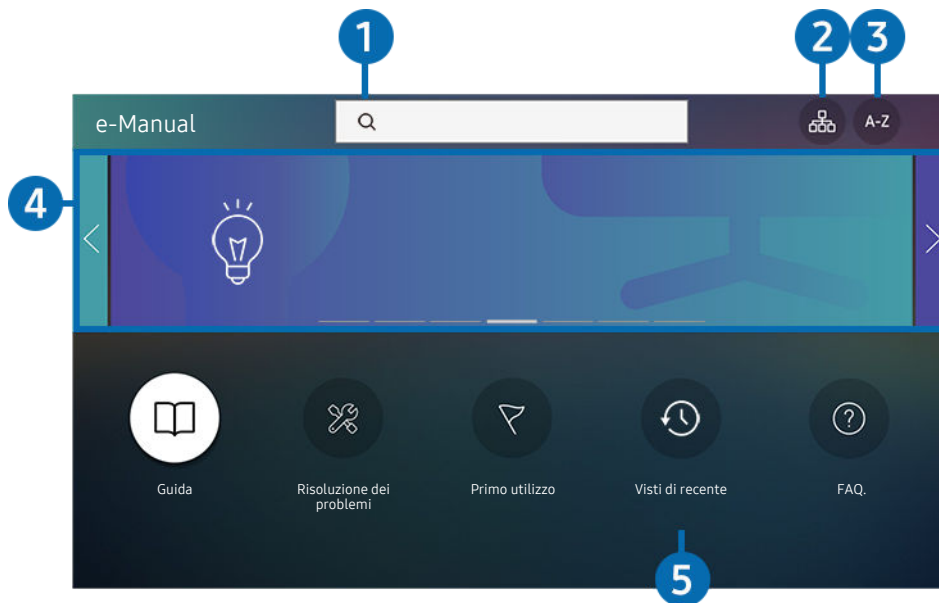 1
2
3
e-Manual
A-Z
4
Guida
Risoluzione dei
problemi
Primo utilizzo
Visti di recente
FAQ.
5